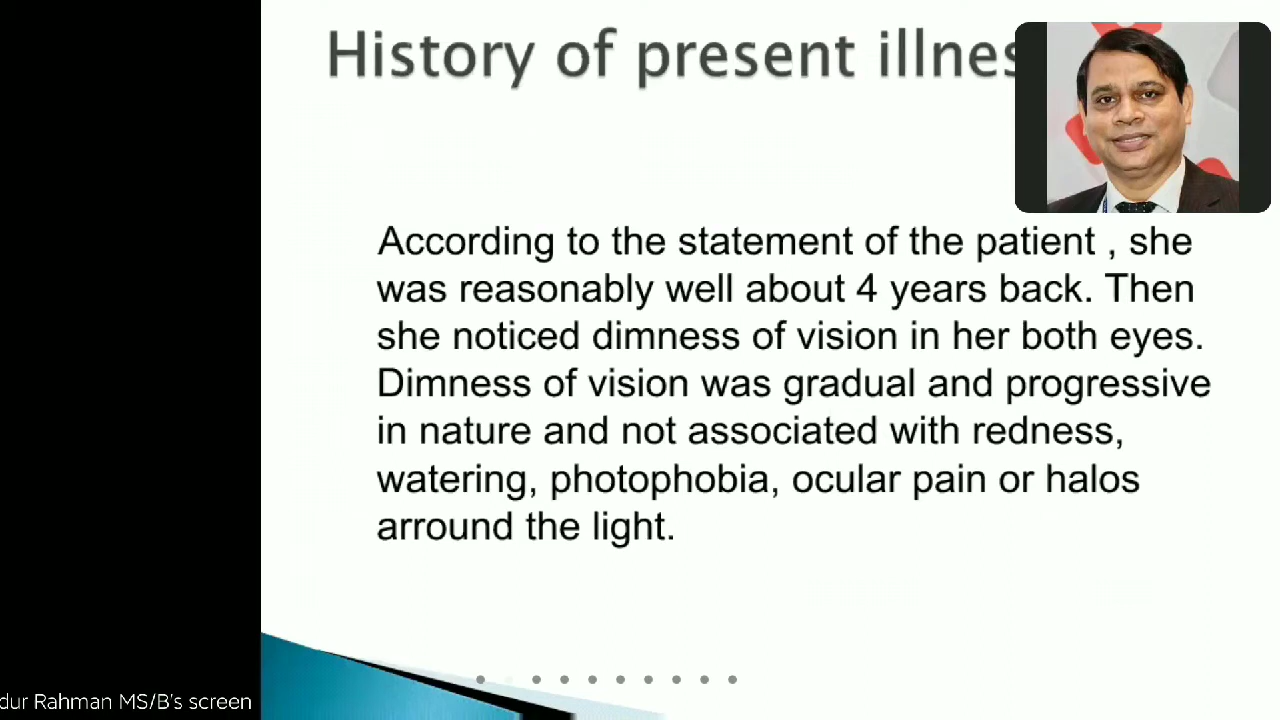 History of present illnes
According to the statement of the patient , she
was reasonably well about 4 years back. Then
she noticed dimness of vision in her both eyes.
Dimness of vision was gradual and progressive
in nature and not associated with redness,
watering, photophobia, ocular pain or halos
arround the light.
dur Rahman MS/B's screen